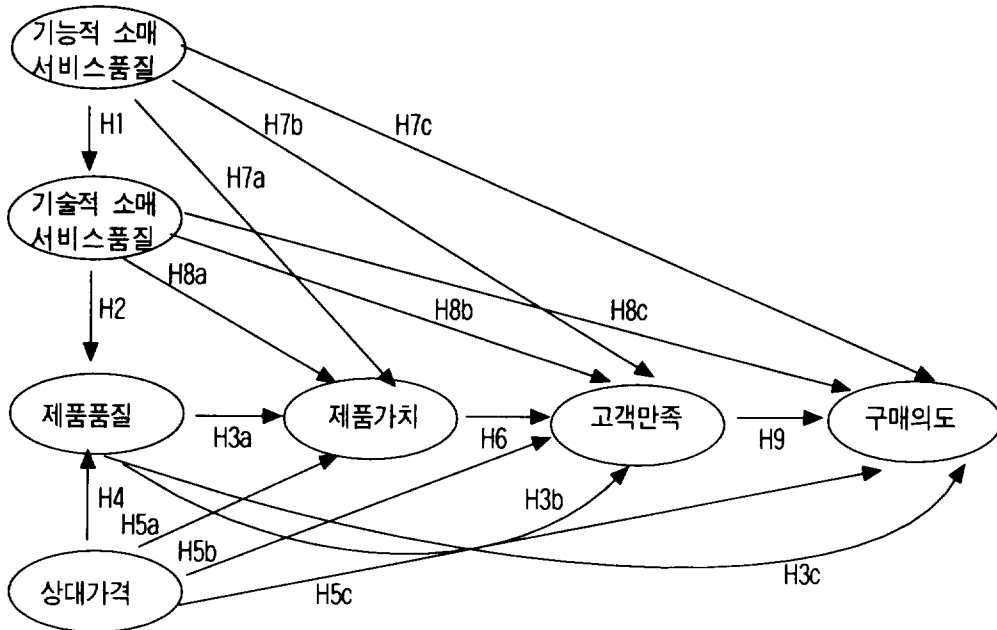 기능적 소매
서비스품질
H1
H7b
H7c
H7a
기술적 소매
서비스품질
H8a
H2
H8b
H8c
제품품질
H3a
제품가치
H6
고객만족
H9
구매의도
H4
H5a
H3b
H5b
H3c
상대가격
H5c